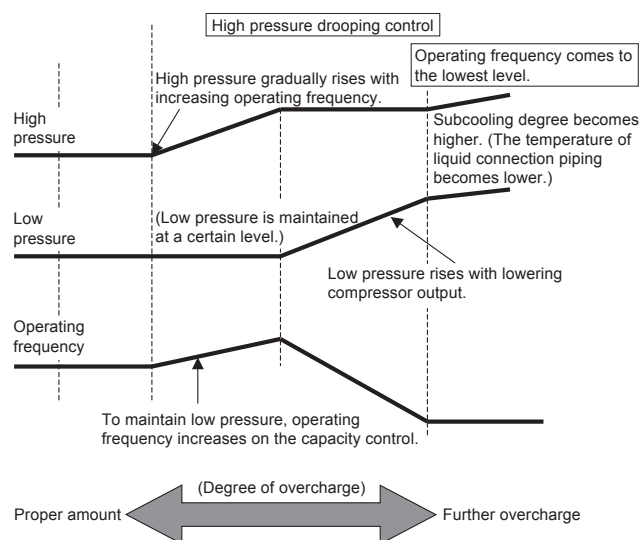 High pressure drooping control
Operating frequency comes to
the lowest level.
High pressure gradually rises with
increasing operating frequency.
High
pressure
Subcooling degree becomes
higher. (The temperature of
liquid connection piping
becomes lower.)
Low
pressure
(Low pressure is maintained
at a certain level.)
Low pressure rises with lowering
compressor output.
Operating
frequency
To maintain low pressure, operating
frequency increases on the capacity control.
(Degree of overcharge)
Proper amount
Further overcharge